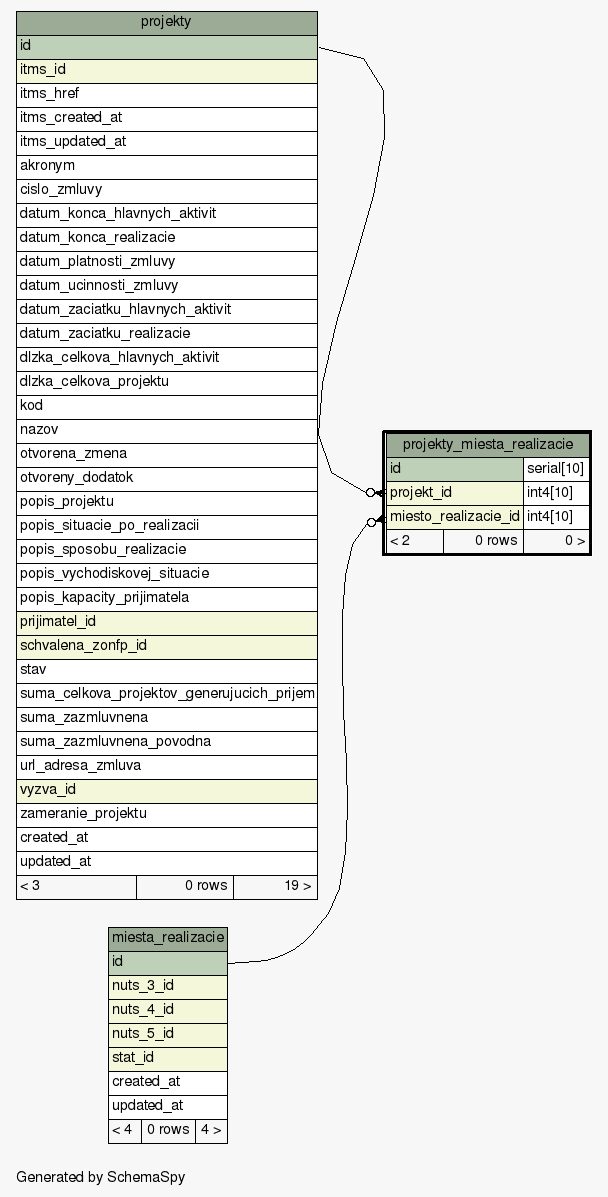 projekty
id
itms_id
itms_href
itms_created_at
itms_updated_at
akronym
cislo_zmluvy
datum_konca_hlavnych_aktivit
datum_konca_realizacie
datum_platnosti_zmluvy
datum_ucinnosti_zmluvy
datum_zaciatku_hlavnych_aktivit
datum_zaciatku_realizacie
dlzka_celkova_hlavnych_aktivit
dlzka_celkova_projektu
kod
nazov
otvorena_zmena
otvoreny_dodatok
popis_projektu
popis_situacie_po_realizacii
popis_sposobu_realizacie
popis_vychodiskovej_situacie
popis_kapacity_prijimatela
prijimatel_id
schvalena_zonfp_id
stav
suma_celkova_projektov_generujucich_prijem
suma_zazmluvnena
suma_zazmluvnena_povodna
url_adresa_zmluva
vyzva_id
zameranie_projektu
created_at
updated_at
< 3 0 rows 19 >
projekty_miesta_realizacie
id serial[10]
projekt_id int4[10]
miesto_realizacie_id int4[10]
< 2 0 rows 0 >
miesta_realizacie
id
nuts_3_id
nuts_4_id
nuts_5_id
stat_id
created_at
updated_at
< 4 0 rows 4 >
Generated by SchemaSpy